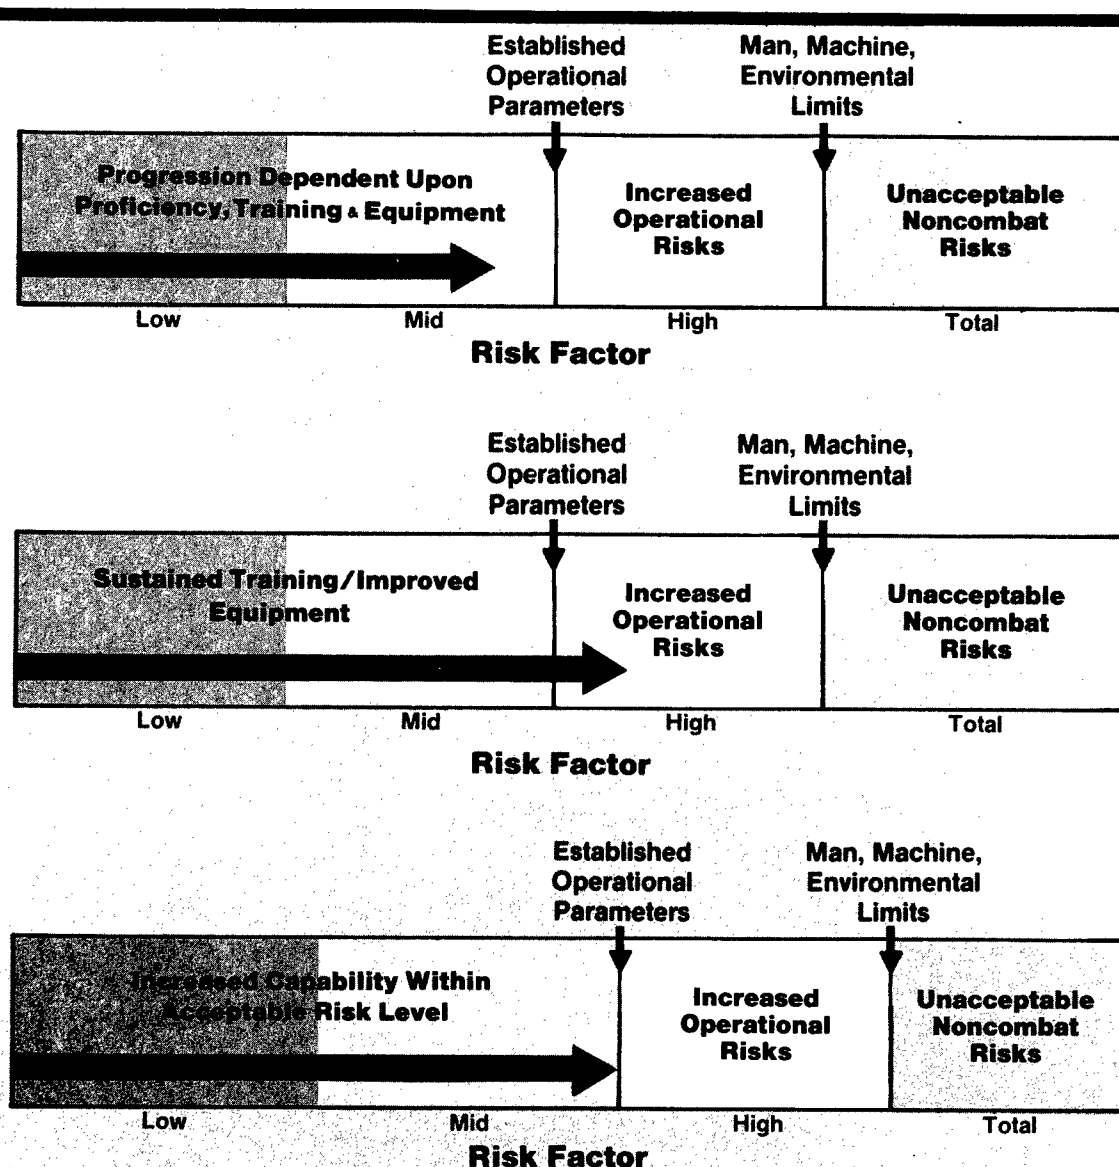 Established
Operational
Parameters
Man, Machine,
Environmental
Limits
Progression Dependent Upon
Proficiency, Training & Equipment
Increased
Operational
Risks
Unacceptable
Noncombat
Risks
Low
Mid
High
Total
Risk Factor
Established
Operational
Parameters
Man, Machine,
Environmental
Limits
Sustained Training/Improved
Equipment
Increased
Operational
Risks
Unacceptable
Noncombat
Risks
Low
Mid
High
Total
Risk Factor
Established
Operational
Parameters
Man, Machine,
Environmental
Limits
Increased Capability Within
Acceptable Risk Level
Increased
Operational
Risks
Unacceptable
Noncombat
Risks
Low
Mid
High
Total
Risk Factor